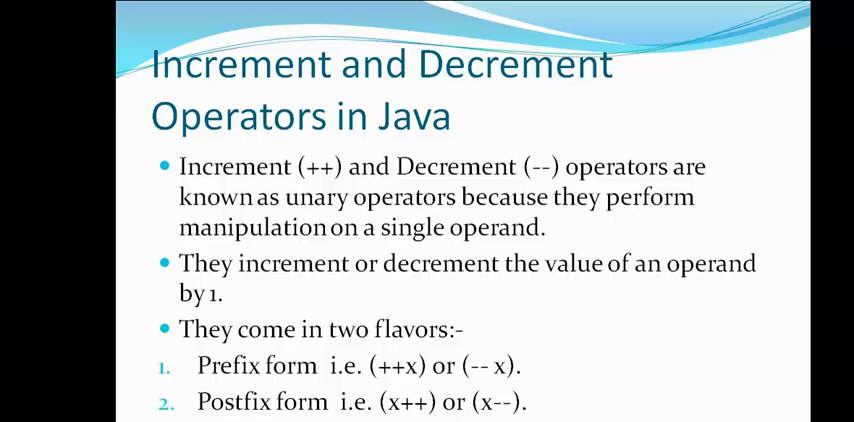 Increment and Decrement
Operators in Java
• Increment (++) and Decrement (--) operators are
known as unary operators because they perform
manipulation on a single operand.
• They increment or decrement the value of an operand
by 1.
• They come in two flavors:-
1. Prefix form i.e. (++x) or (-- x).
2. Postfix form i.e. (x++) or (x--).